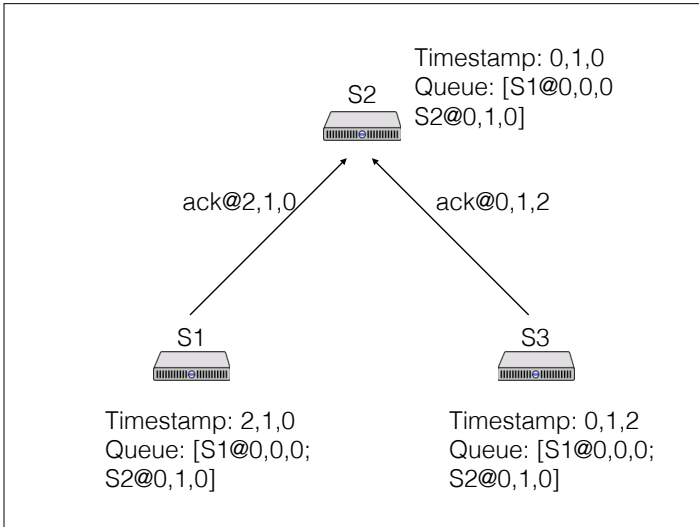 Timestamp: 0,1,0
Queue: [S1@0,0,0
S2@0,1,0]
S2
ack@2,1,0
ack@0,1,2
S1
Timestamp: 2,1,0
Queue: [S1@0,0,0;
S2@0,1,0]
S3
Timestamp: 0,1,2
Queue: [S1@0,0,0;
S2@0,1,0]